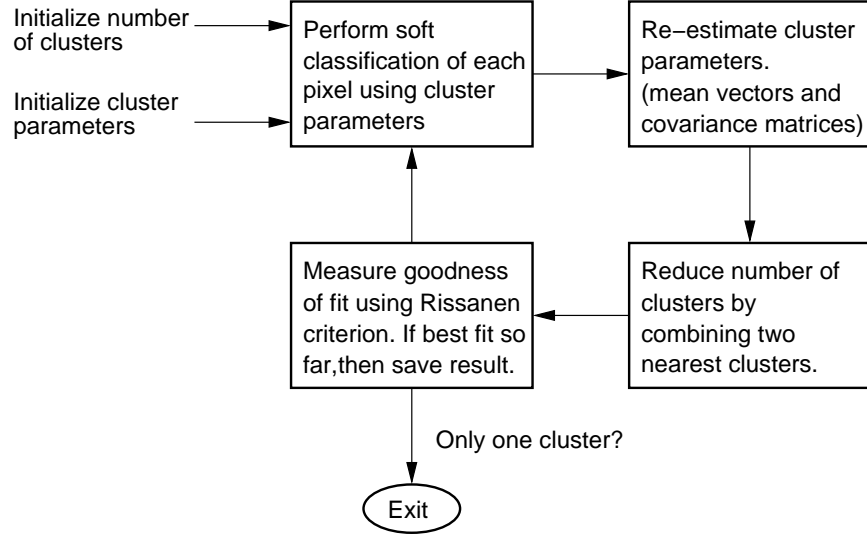 Initialize number
of clusters
Initialize cluster
parameters
Perform soft
classification of each
pixel using cluster
parameters
Re−estimate cluster
parameters.
(mean vectors and
covariance matrices)
Measure goodness
of fit using Rissanen
criterion. If best fit so
far,then save result.
Reduce number of
clusters by
combining two
nearest clusters.
Only one cluster?
Exit